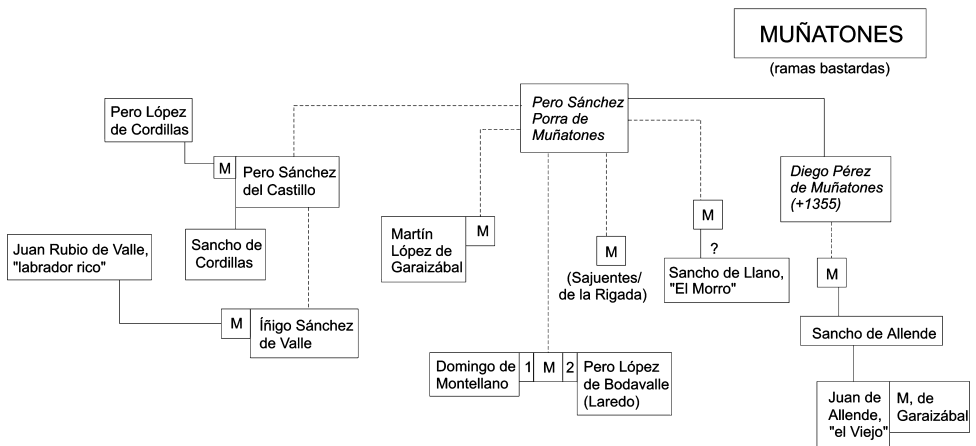 MUÑATONES
(ramas bastardas)
Pero Sánchez
Porra de
Muñatones
Pero López
de Cordillas
M
Pero Sánchez
del Castillo
Sancho de
Cordillas
Juan Rubio de Valle,
"labrador rico"
M
Íñigo Sánchez
de Valle
Martín
López de
Garaizábal
M
Domingo de
Montellano
1
M
2
Pero López
de Bodavalle
(Laredo)
M
(Sajuentes/
de la Rigada)
M
?
Sancho de Llano,
"El Morro"
Diego Pérez
de Muñatones
(+1355)
M
Sancho de Allende
Juan de
Allende,
"el Viejo"
M, de
Garaizábal